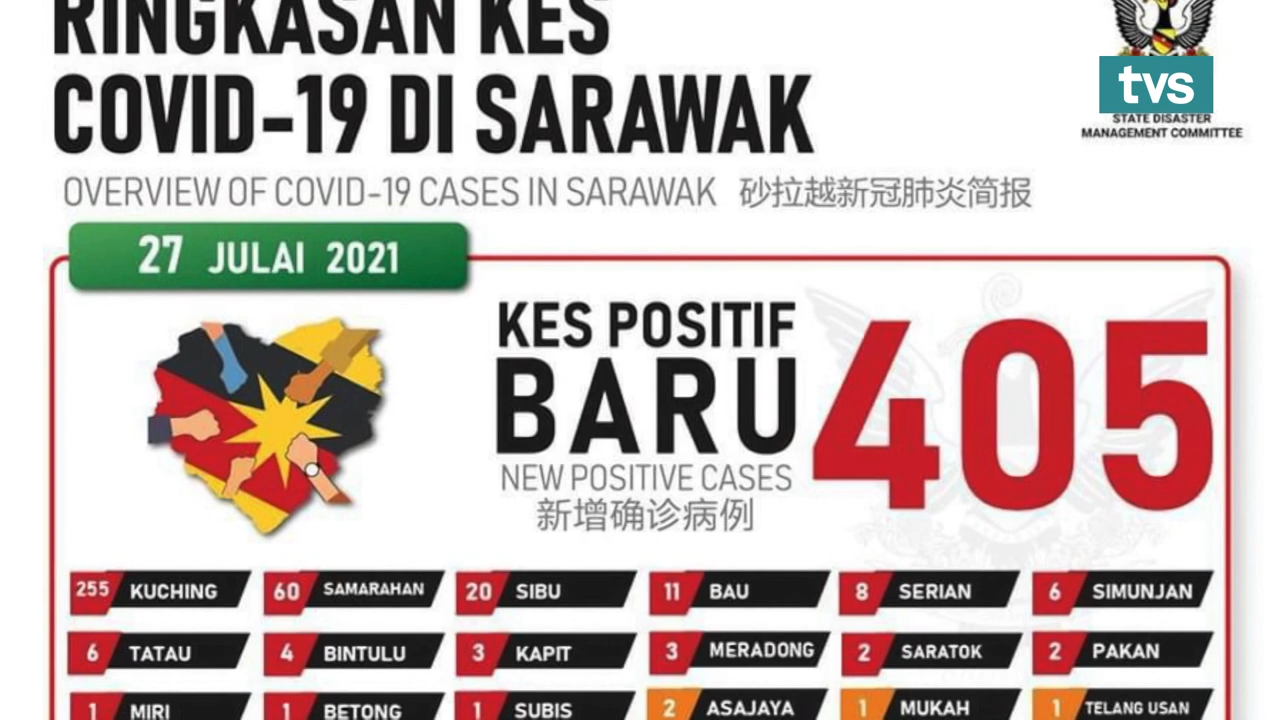 RINGKASAN KES
COVID-19 DI SARAWAK
OVERVIEW OF COVID-19 CASES IN SARAWAK 砂拉越新冠肺炎简报
tvs
STATE DISASTER
MANAGEMENT COMMITTEE
27 JULAI 2021
KES POSITIF
BARU
405
NEW POSITIVE CASES
新增确诊病例
255 KUCHING 60 SAMARAHAN 20 SIBU 11 BAU 8 SERIAN 6 SIMUNJAN
6 TATAU 4 BINTULU 3 KAPIT 3 MERADONG 2 SARATOK 2 PAKAN
1 MIRI 1 BETONG 1 SUBIS 2 ASAJAYA 1 MUKAH 1 TELANG USAN